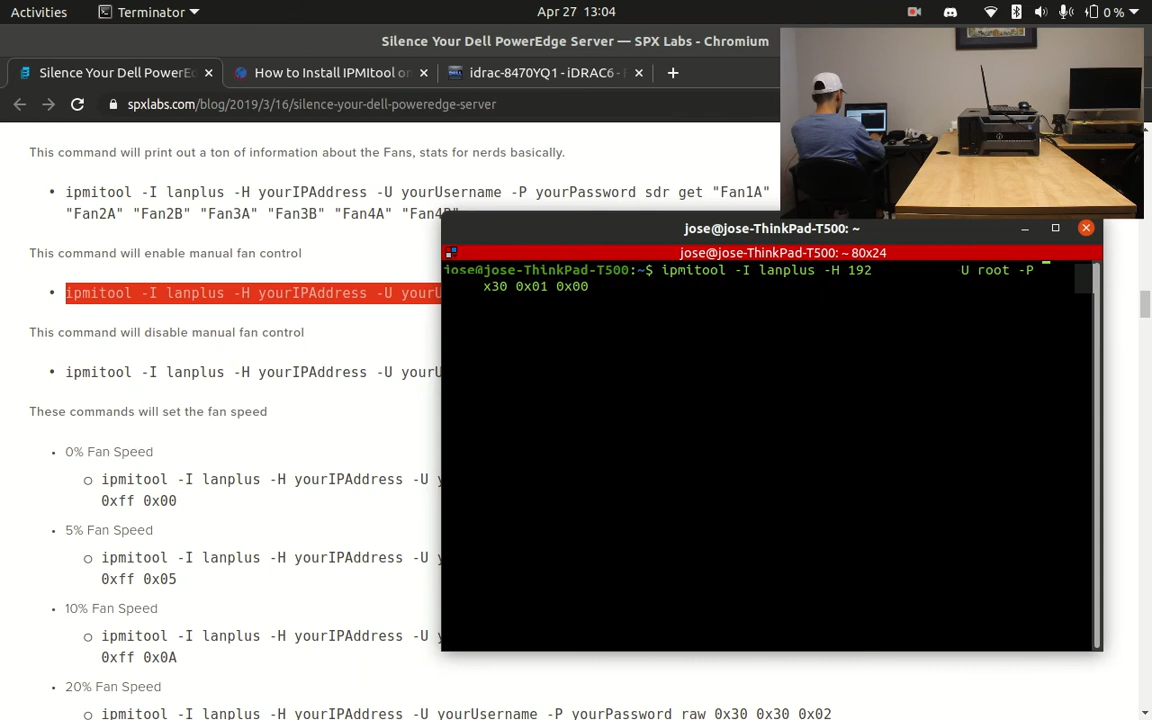 Activities Terminator Apr 27 13:04 0 %
Silence Your Dell PowerEdge Server — SPX Labs - Chromium
Silence Your Dell PowerEd × How to Install IPMItool on × idrac-8470YQ1 - iDRAC6 - × +
spxlabs.com/blog/2019/3/16/silence-your-dell-poweredge-server
This command will print out a ton of information about the Fans, stats for nerds basically.
• ipmitool -I lanplus -H yourIPAddress -U yourUsername -P yourPassword sdr get "Fan1A"
"Fan2A" "Fan2B" "Fan3A" "Fan3B" "Fan4A" "Fan4B"
This command will enable manual fan control
• ipmitool -I lanplus -H yourIPAddress -U yourU
This command will disable manual fan control
• ipmitool -I lanplus -H yourIPAddress -U yourU
These commands will set the fan speed
• 0% Fan Speed
○ ipmitool -I lanplus -H yourIPAddress -U y
0xff 0x00
• 5% Fan Speed
○ ipmitool -I lanplus -H yourIPAddress -U y
0xff 0x05
• 10% Fan Speed
○ ipmitool -I lanplus -H yourIPAddress -U y
0xff 0x0A
• 20% Fan Speed
○ ipmitool -I lanplus -H yourIPAddress -U yourUsername -P yourPassword raw 0x30 0x30 0x02
jose@jose-ThinkPad-T500: ~
jose@jose-ThinkPad-T500: ~ 80x24
jose@jose-ThinkPad-T500:~$ ipmitool -I lanplus -H 192 U root -P
x30 0x01 0x00